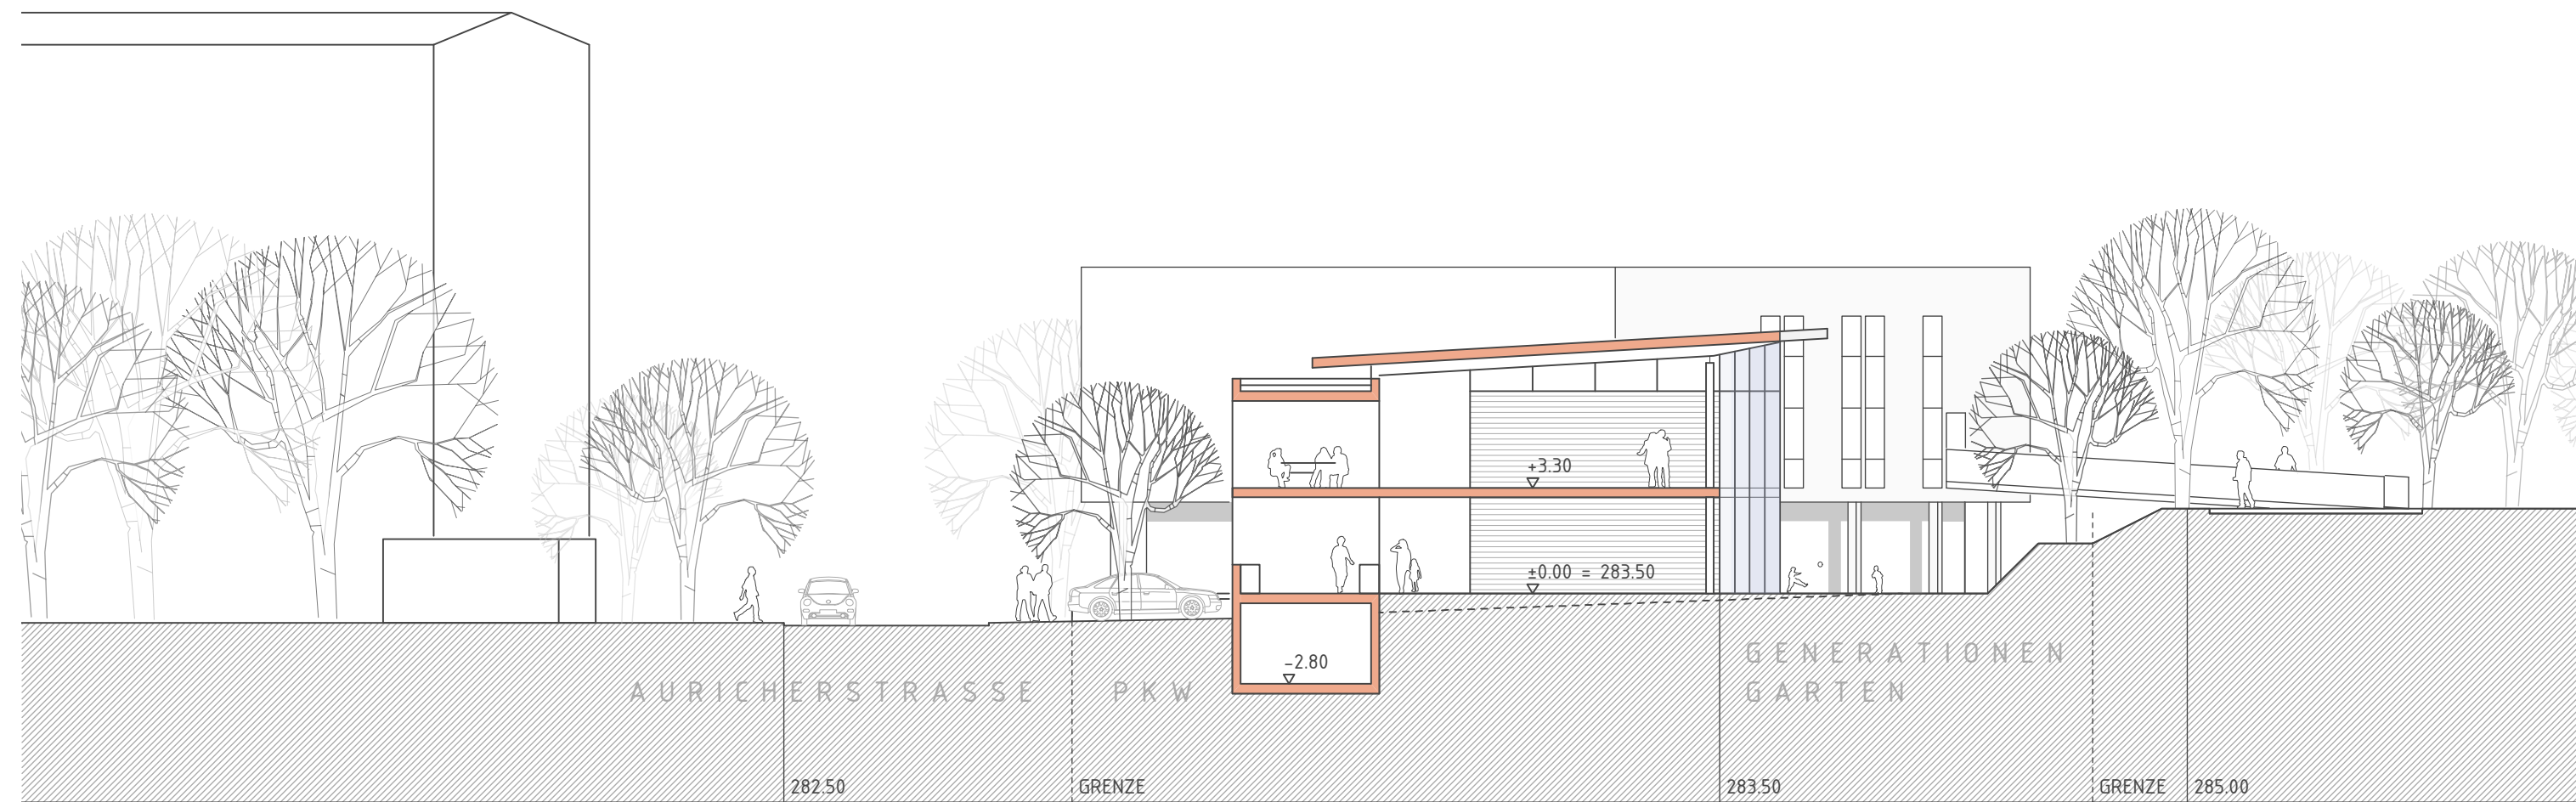 +3.30
±0.00 = 283.50
-2.80
GENERATIONEN
GARTEN
AURICHERSTRASSE
PKW
282.50
GRENZE
283.50
GRENZE
285.00